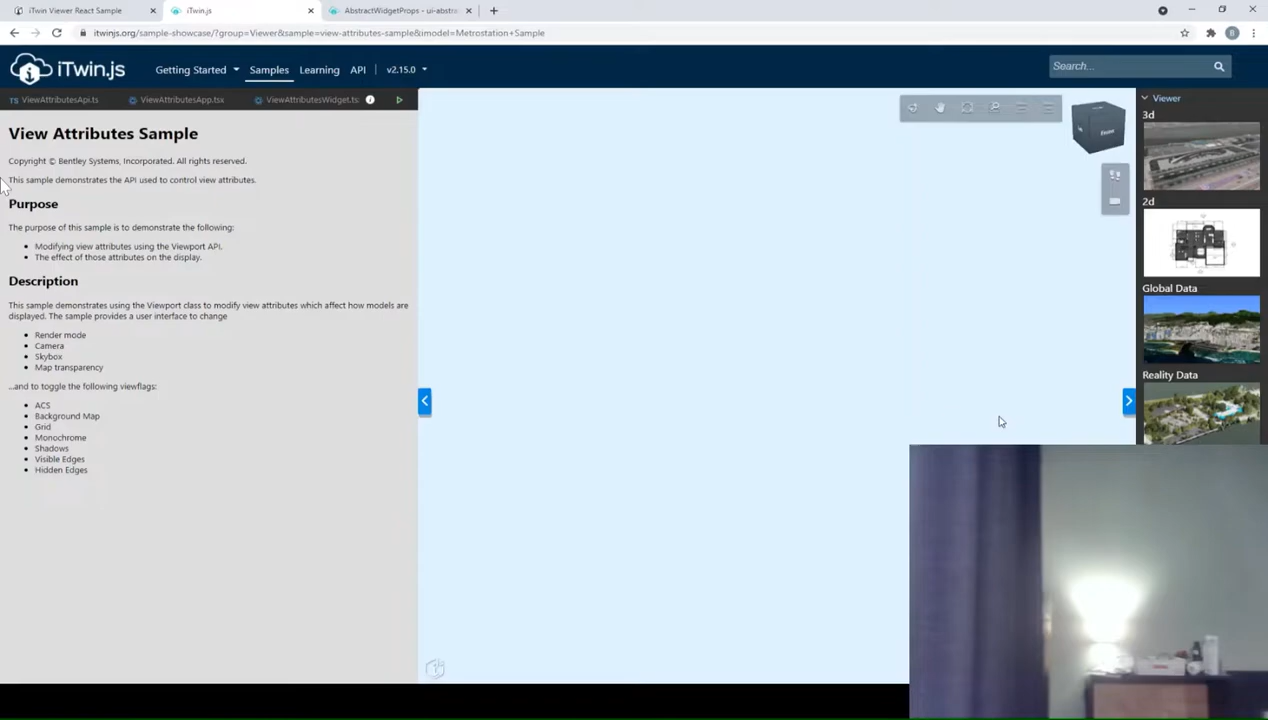 iTwin Viewer React Sample
iTwin.js
AbstractWidgetProps - ui-abstra
itwinjs.org/sample-showcase/?group=Viewer&sample=view-attributes-sample&imodel=Metrostation+Sample
iTwin.js
Getting Started
Samples
Learning
API
v2.15.0
Search...
TS ViewAttributesApi.ts
ViewAttributesApp.tsx
ViewAttributesWidget.ts
View Attributes Sample
Copyright © Bentley Systems, Incorporated. All rights reserved.
This sample demonstrates the API used to control view attributes.
Purpose
The purpose of this sample is to demonstrate the following:
• Modifying view attributes using the Viewport API.
• The effect of those attributes on the display.
Description
This sample demonstrates using the Viewport class to modify view attributes which affect how models are
displayed. The sample provides a user interface to change
• Render mode
• Camera
• Skybox
• Map transparency
...and to toggle the following viewflags:
• ACS
• Background Map
• Grid
• Monochrome
• Shadows
• Visible Edges
• Hidden Edges
Viewer
3d
2d
Global Data
Reality Data